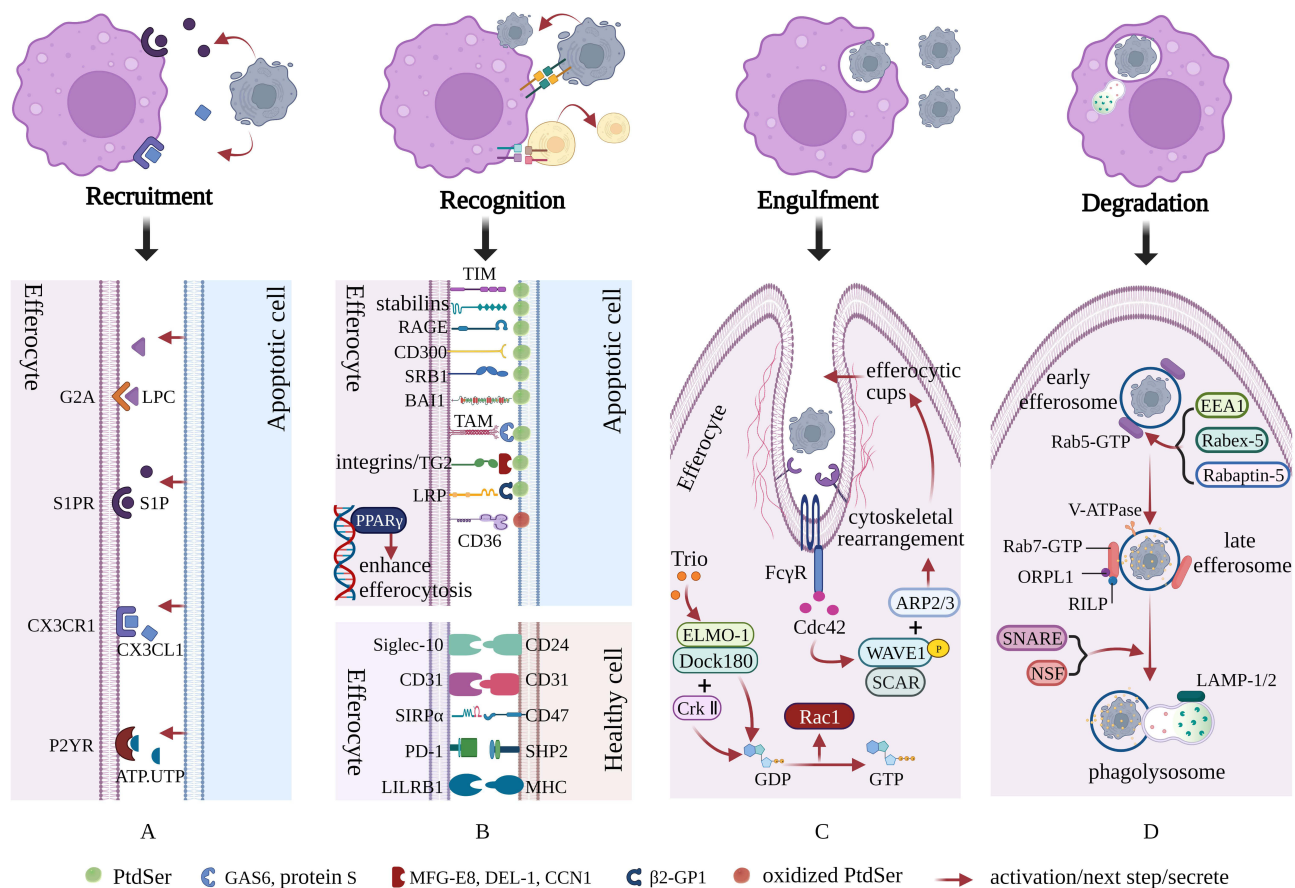 Recruitment
Recognition
Engulfment
Degradation
Efferocyte
Apoptotic cell
G2A
LPC
S1PR
S1P
CX3CR1
CX3CL1
P2YR
ATP.UTP
A
Efferocyte
Apoptotic cell
TIM
stabilins
RAGE
CD300
SRB1
BAI1
TAM
integrins/TG2
LRP
CD36
PPARγ
enhance
efferocytosis
Efferocyte
Healthy cell
Siglec-10
CD24
CD31
CD31
SIRPα
CD47
PD-1
SHP2
LILRB1
MHC
B
Efferocyte
efferocytic
cups
cytoskeletal
rearrangement
Trio
FcγR
Cdc42
ARP2/3
+
WAVE1
P
SCAR
ELMO-1
Dock180
+
Crk Ⅱ
Rac1
GDP
GTP
C
early
efferosome
Rab5-GTP
EEA1
Rabex-5
Rabaptin-5
V-ATPase
Rab7-GTP
ORPL1
RILP
late
efferosome
SNARE
NSF
LAMP-1/2
phagolysosome
D
PtdSer
GAS6, protein S
MFG-E8, DEL-1, CCN1
β2-GP1
oxidized PtdSer
activation/next step/secrete